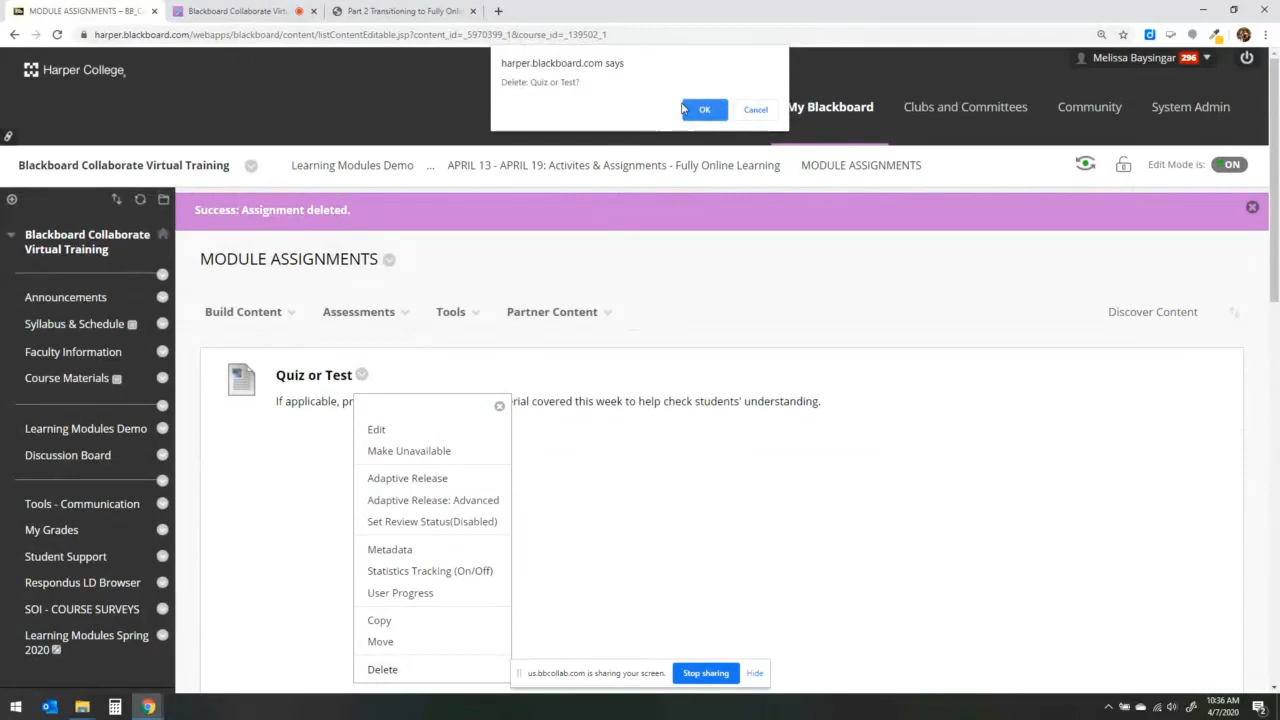 MODULE ASSIGNMENTS – BB_C
Blackboard Collaborate Virtu
Part 2 Transitioning to Fully Onl
harper.blackboard.com/webapps/blackboard/content/listContentEditable.jsp?content_id=_5970399_1&course_id=_139502_1
harper.blackboard.com says
Delete: Quiz or Test?
OK
Cancel
Harper College
Melissa Baysingar 296
My Blackboard
Clubs and Committees
Community
System Admin
Blackboard Collaborate Virtual Training
Learning Modules Demo
...
APRIL 13 - APRIL 19: Activites & Assignments - Fully Online Learning
MODULE ASSIGNMENTS
Edit Mode is:
ON
Success: Assignment deleted.
Blackboard Collaborate
Virtual Training
Announcements
Syllabus & Schedule
Faculty Information
Course Materials
Learning Modules Demo
Discussion Board
Tools - Communication
My Grades
Student Support
Respondus LD Browser
SOI - COURSE SURVEYS
Learning Modules Spring
2020
MODULE ASSIGNMENTS
Build Content
Assessments
Tools
Partner Content
Discover Content
Quiz or Test
If applicable, pr
rial covered this week to help check students' understanding.
Edit
Make Unavailable
Adaptive Release
Adaptive Release: Advanced
Set Review Status(Disabled)
Metadata
Statistics Tracking (On/Off)
User Progress
Copy
Move
Delete
us.bbcollab.com is sharing your screen.
Stop sharing
Hide
10:36 AM
4/7/2020
2